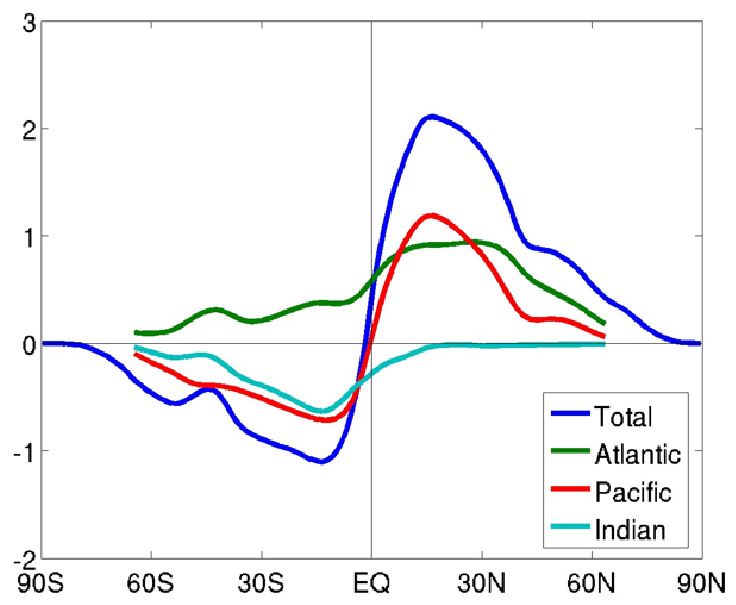 3
2
1
0
-1
-2
90S 60S 30S EQ 30N 60N 90N
Total
Atlantic
Pacific
Indian